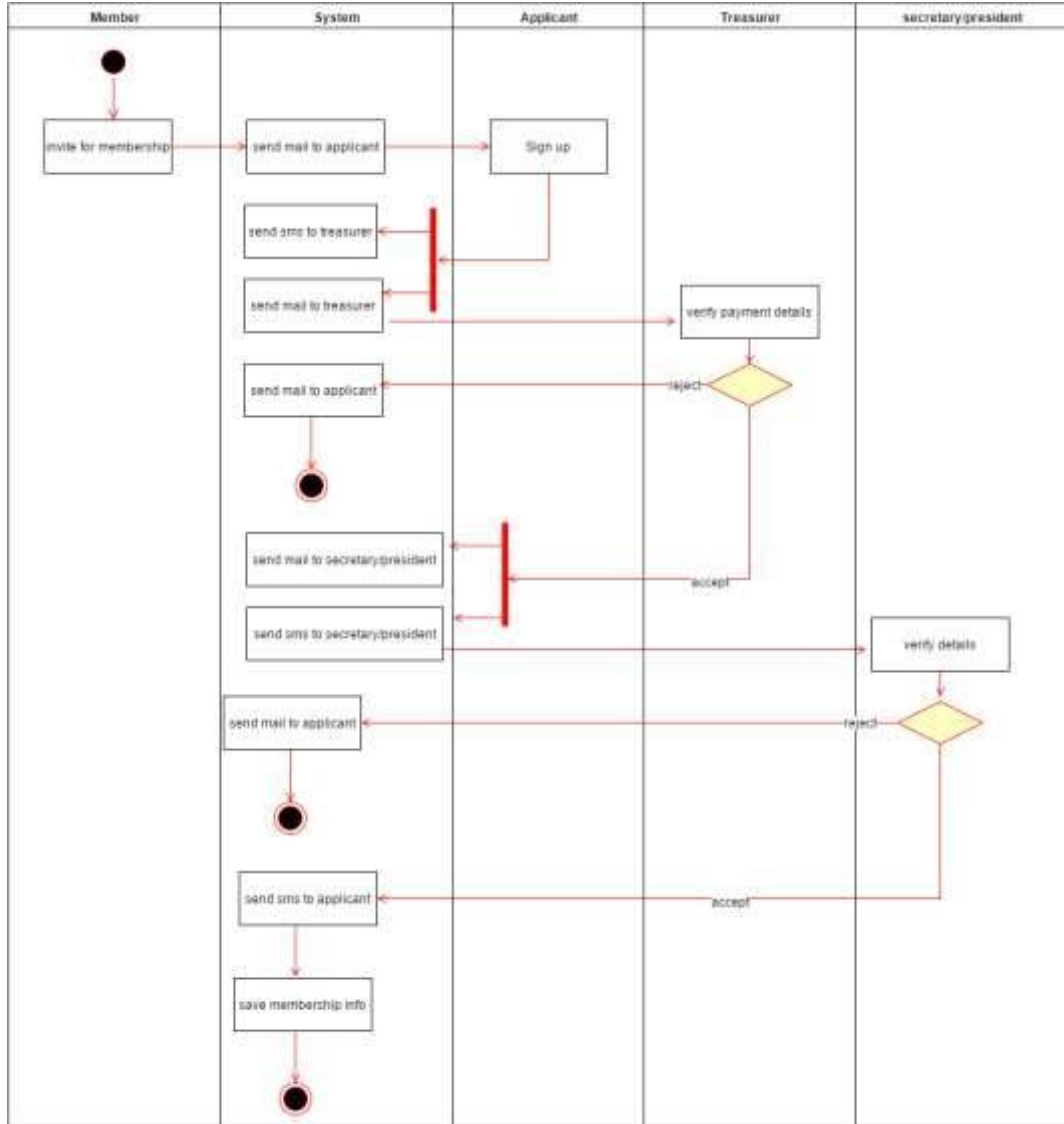 Member
System
Applicant
Treasurer
secretary/president
invite for membership
send mail to applicant
Sign up
send sms to treasurer
send mail to treasurer
verify payment details
send mail to applicant
reject
send mail to secretary/president
accept
send sms to secretary/president
verify details
send mail to applicant
reject
send sms to applicant
accept
save membership info